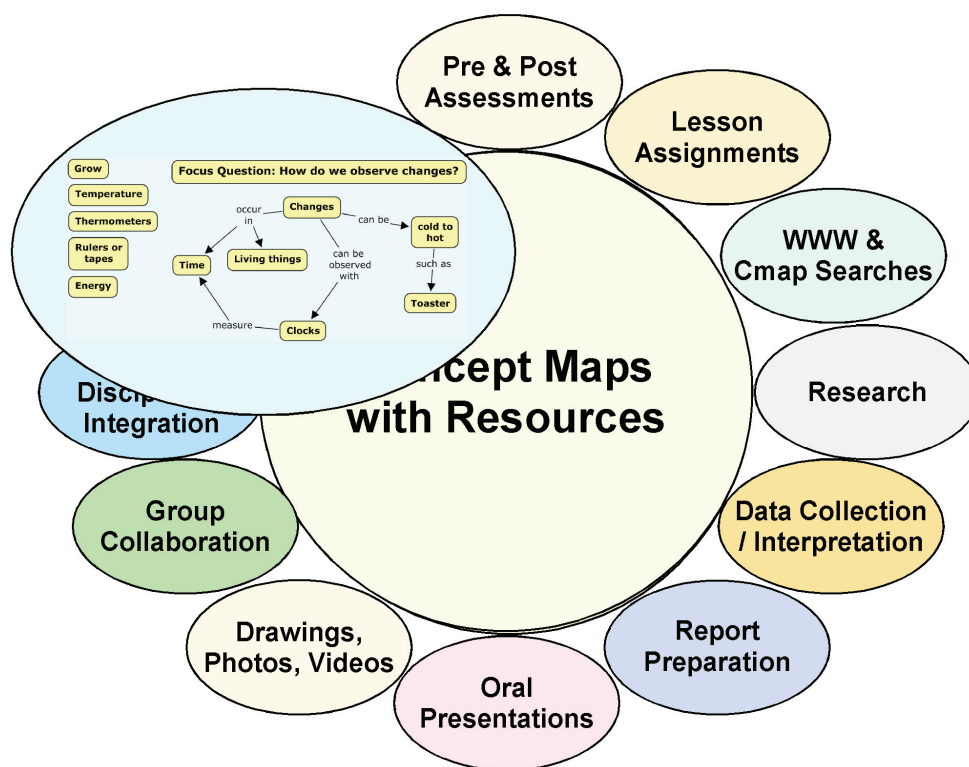 Pre & Post
Assessments
Lesson
Assignments
WWW &
Cmap Searches
Research
Data Collection
/ Interpretation
Report
Preparation
Oral
Presentations
Drawings,
Photos, Videos
Group
Collaboration
Integration
Maps
with Resources
Focus Question: How do we observe changes?
Grow
Temperature
Thermometers
Rulers or
tapes
Energy
Changes
occur
in
can be
cold to
hot
Time
Living things
can be
observed
with
such as
Toaster
measure
Clocks